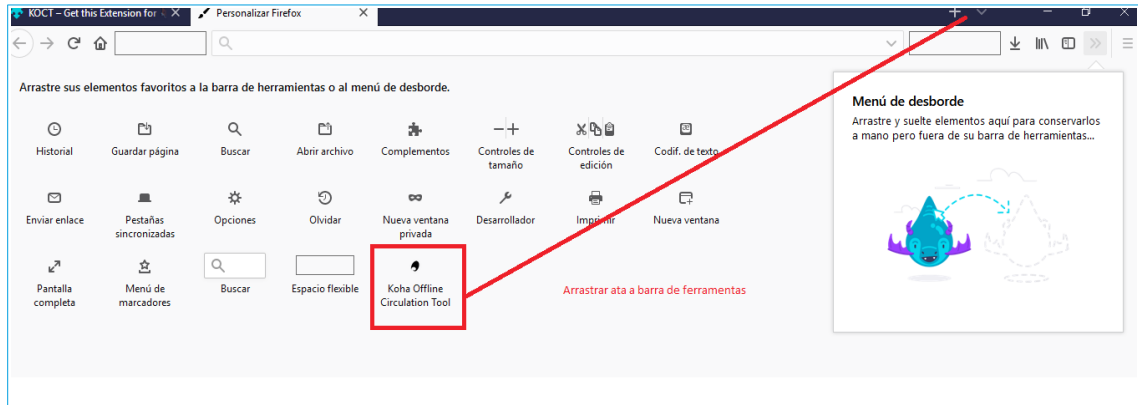 KOCT – Get this Extension for
Personalizar Firefox
Arrastre sus elementos favoritos a la barra de herramientas o al menú de desborde.
Historial
Guardar página
Buscar
Abrir archivo
Complementos
Controles de
tamaño
Controles de
edición
Codif. de texto
Enviar enlace
Pestañas
sincronizadas
Opciones
Olvidar
Nueva ventana
privada
Desarrollador
Imprimir
Nueva ventana
Pantalla
completa
Menú de
marcadores
Buscar
Espacio flexible
Koha Offline
Circulation Tool
Arrastrar ata a barra de ferramentas
Menú de desborde
Arrastre y suelte elementos aquí para conservarlos
a mano pero fuera de su barra de herramientas...